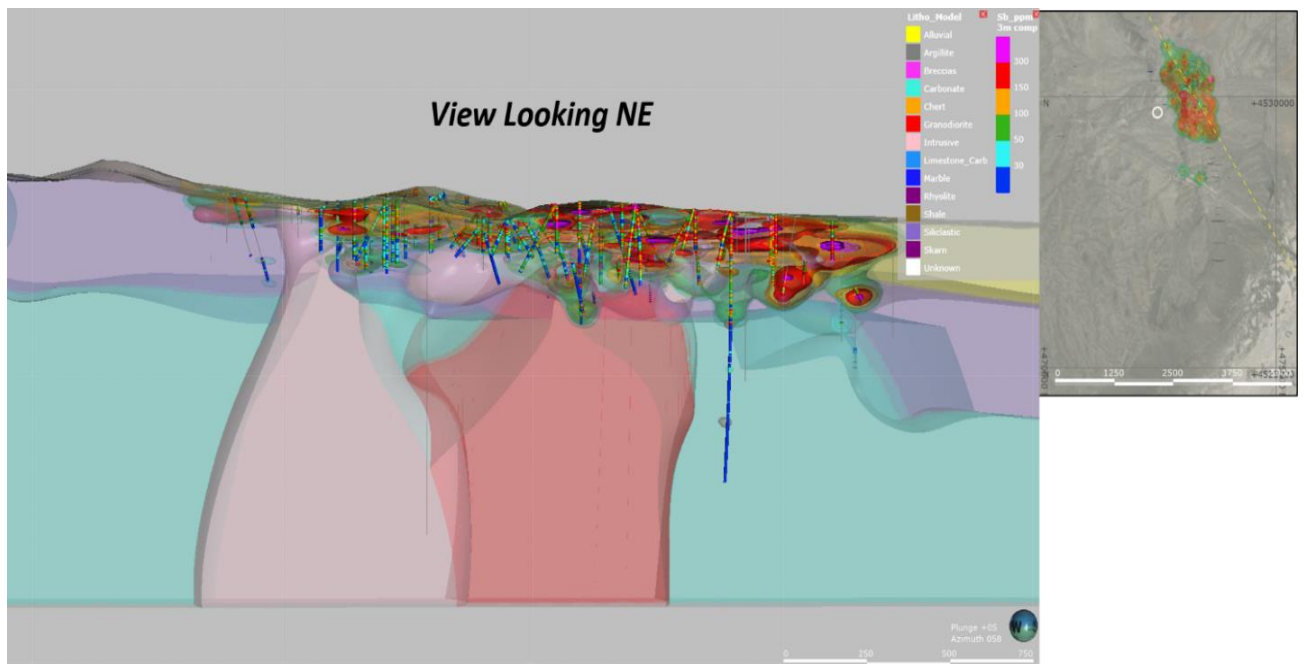 Litho_Model
Alluvial
Argillite
Breccias
Carbonate
Chert
Granodiorite
Intrusive
Limestone_Carb
Marble
Rhyolite
Shale
Siliclastic
Skarn
Unknown
Sb_ppm
3m comp
300
150
100
50
30
View Looking NE
Plunge +05
Azimuth 058
0 250 500 750
+4530000
0 1250 2500 3750